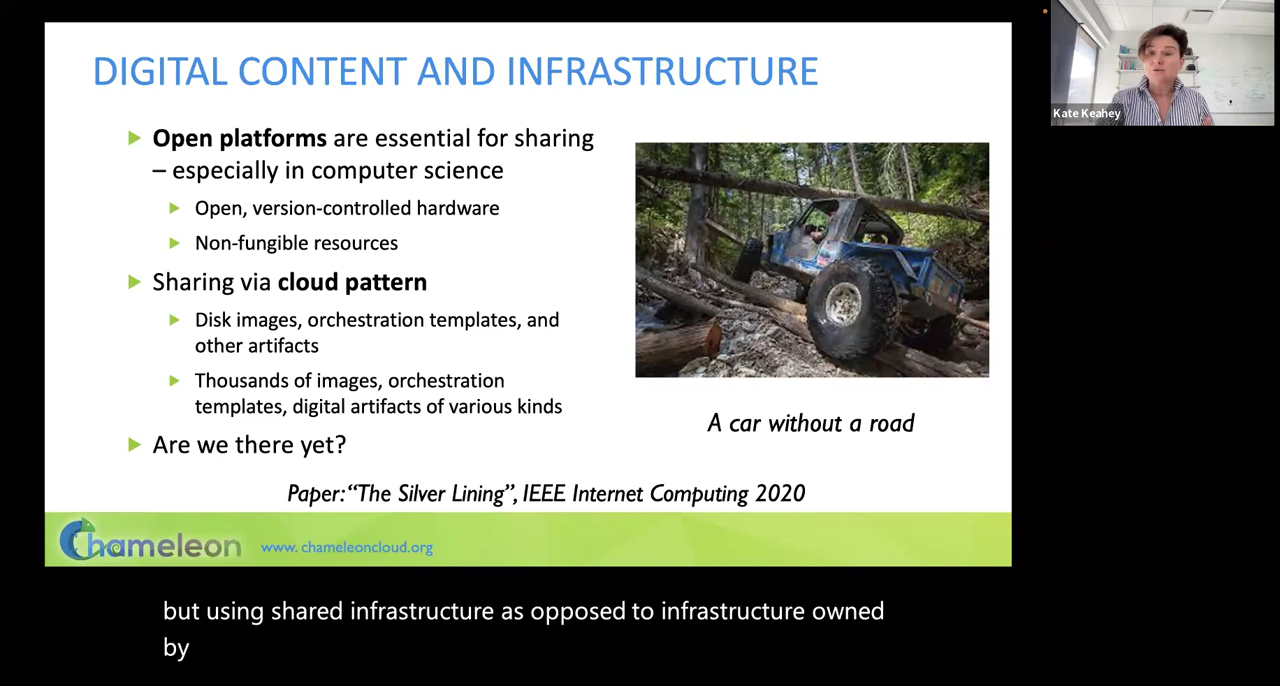 DIGITAL CONTENT AND INFRASTRUCTURE
Open platforms are essential for sharing
– especially in computer science
Open, version-controlled hardware
Non-fungible resources
Sharing via cloud pattern
Disk images, orchestration templates, and
other artifacts
Thousands of images, orchestration
templates, digital artifacts of various kinds
Are we there yet?
A car without a road
Paper: “The Silver Lining”, IEEE Internet Computing 2020
Chameleon
www. chameleoncloud.org
Kate Keahey
but using shared infrastructure as opposed to infrastructure owned
by